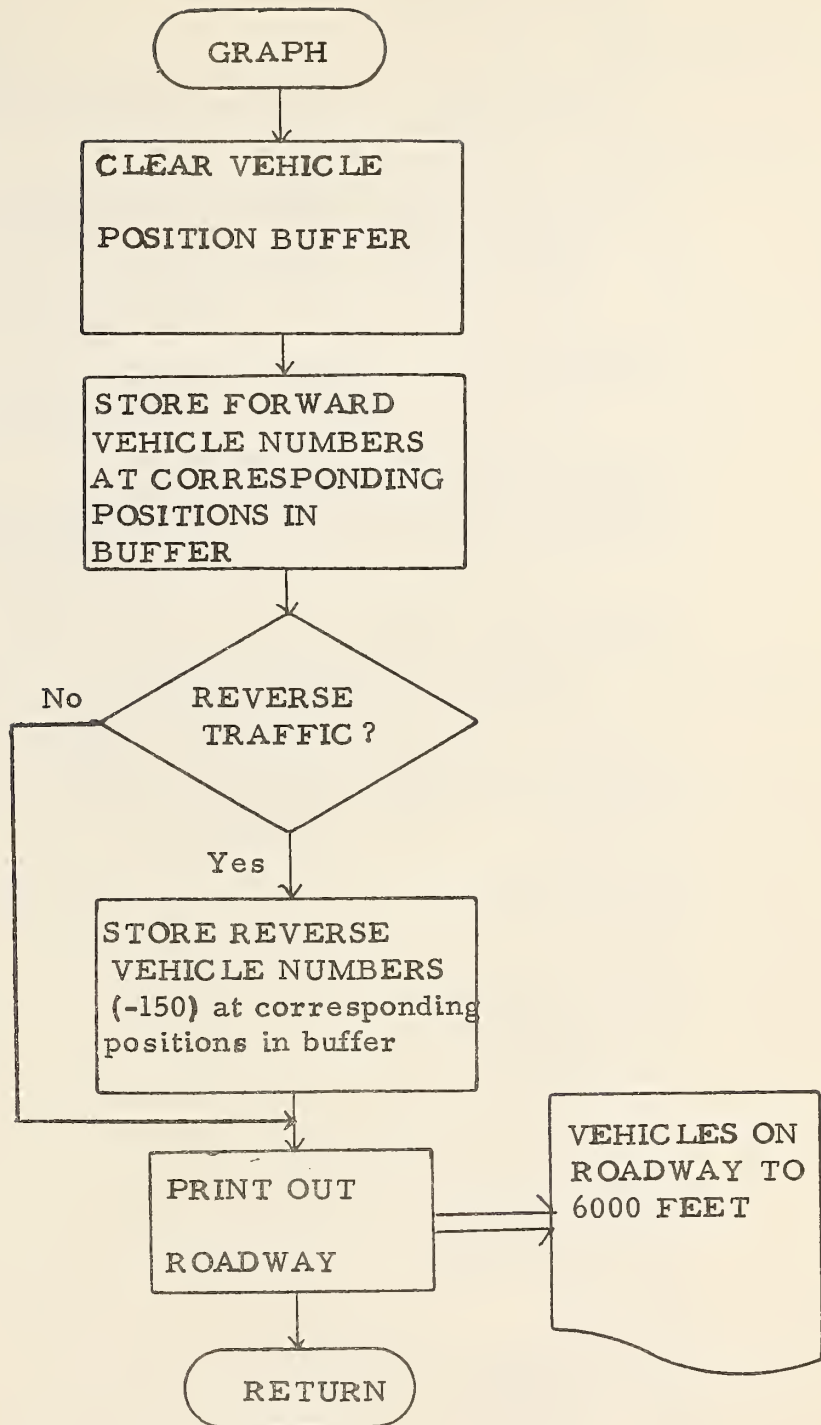 GRAPH
CLEAR VEHICLE
POSITION BUFFER
STORE FORWARD
VEHICLE NUMBERS
AT CORRESPONDING
POSITIONS IN
BUFFER
No
REVERSE
TRAFFIC?
Yes
STORE REVERSE
VEHICLE NUMBERS
(-150) at corresponding
positions in buffer
PRINT OUT
ROADWAY
VEHICLES ON
ROADWAY TO
6000 FEET
RETURN